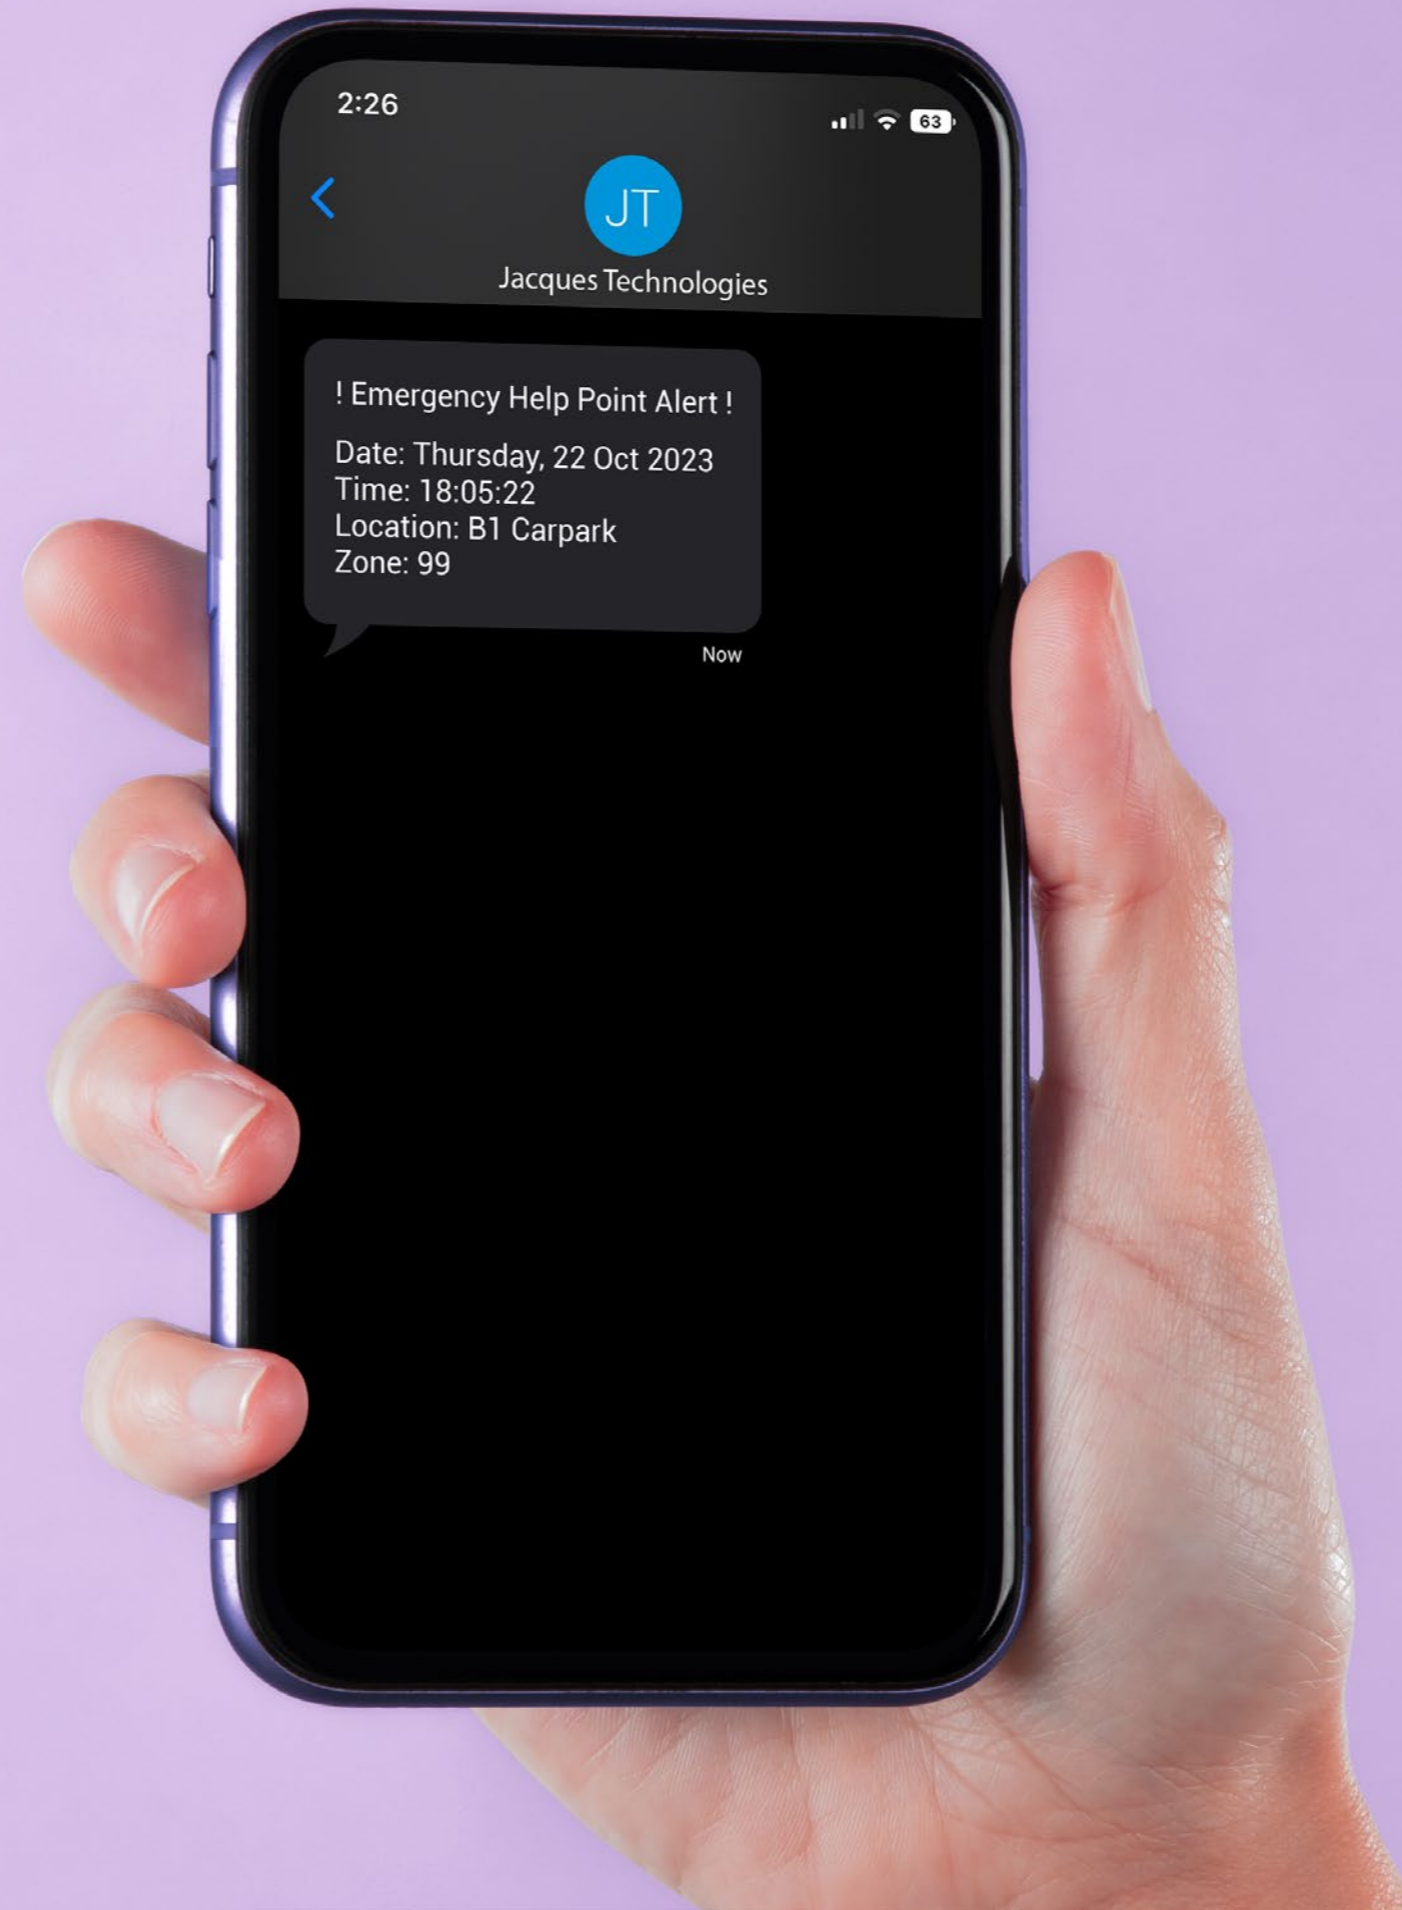 2:26
63
JT
Jacques Technologies
! Emergency Help Point Alert !
Date: Thursday, 22 Oct 2023
Time: 18:05:22
Location: B1 Carpark
Zone: 99
Now